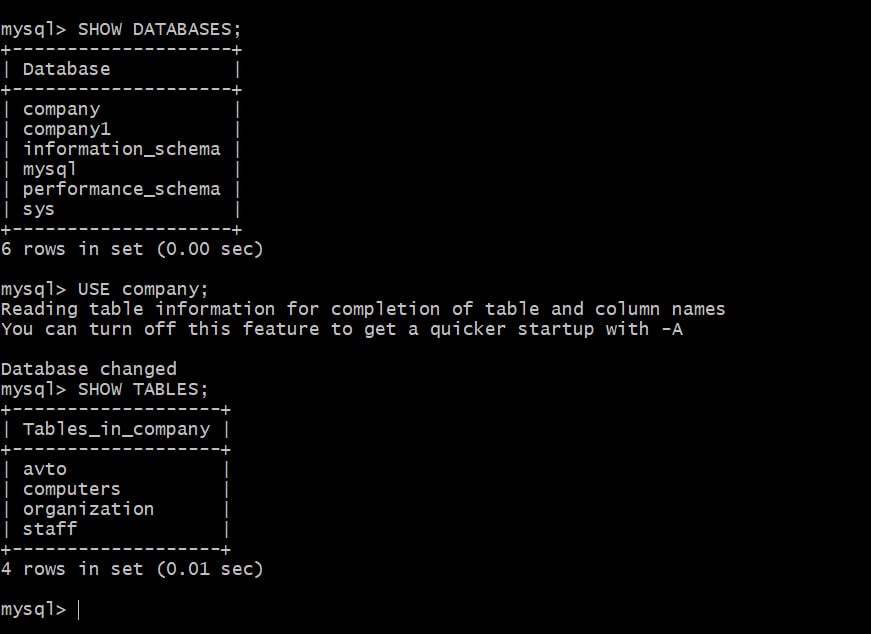 mysql> SHOW DATABASES;
+--------------------+
| Database           |
+--------------------+
| company            |
| company1           |
| information_schema |
| mysql              |
| performance_schema |
| sys                |
+--------------------+
6 rows in set (0.00 sec)
mysql> USE company;
Reading table information for completion of table and column names
You can turn off this feature to get a quicker startup with -A
Database changed
mysql> SHOW TABLES;
+-------------------+
| Tables_in_company |
+-------------------+
| avto              |
| computers         |
| organization      |
| staff             |
+-------------------+
4 rows in set (0.01 sec)
mysql>